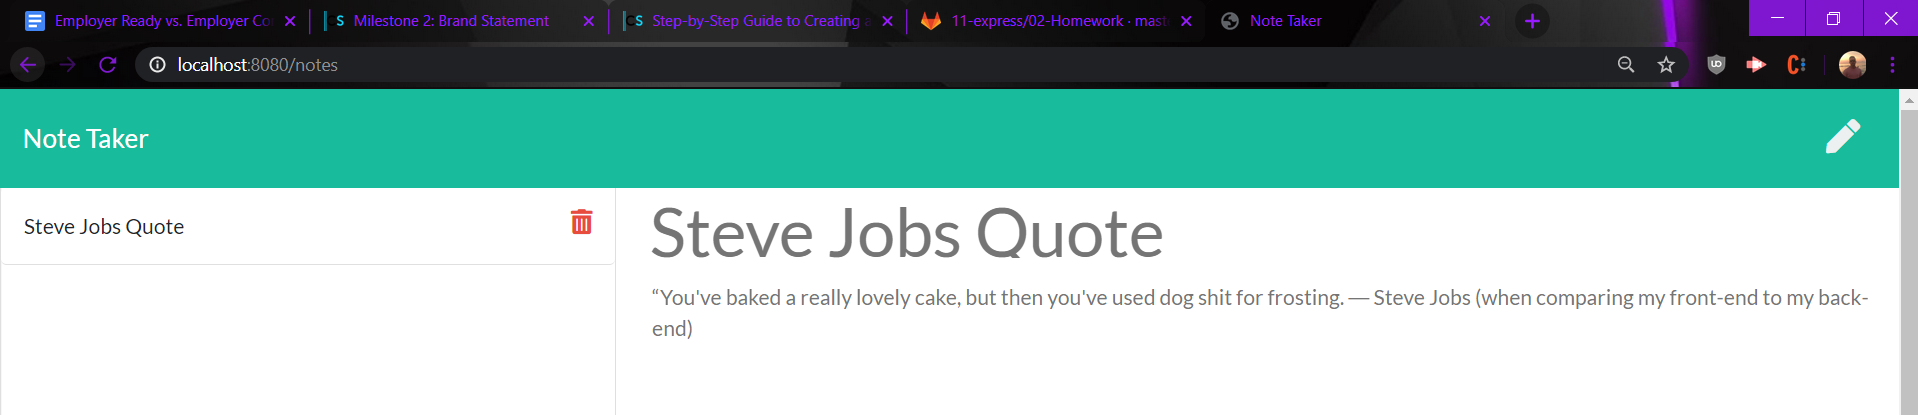 Employer Ready vs. Employer Co
CS Milestone 2: Brand Statement
CS Step-by-Step Guide to Creating a
11-express/02-Homework · mast
Note Taker
localhost:8080/notes
Note Taker
Steve Jobs Quote
Steve Jobs Quote
“You've baked a really lovely cake, but then you've used dog shit for frosting. ― Steve Jobs (when comparing my front-end to my back-
end)